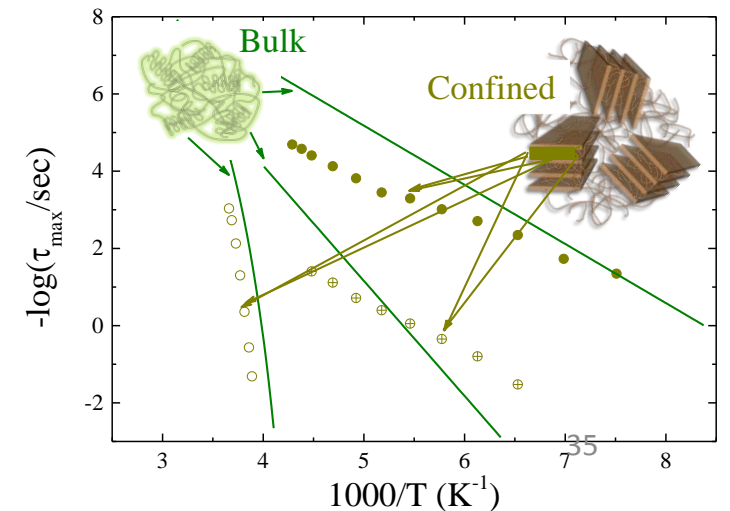 8
Bulk
6
Confined
4
2
0
-2
-log(τmax/sec)
3 4 5 6 7 8
35
1000/T (K-1)